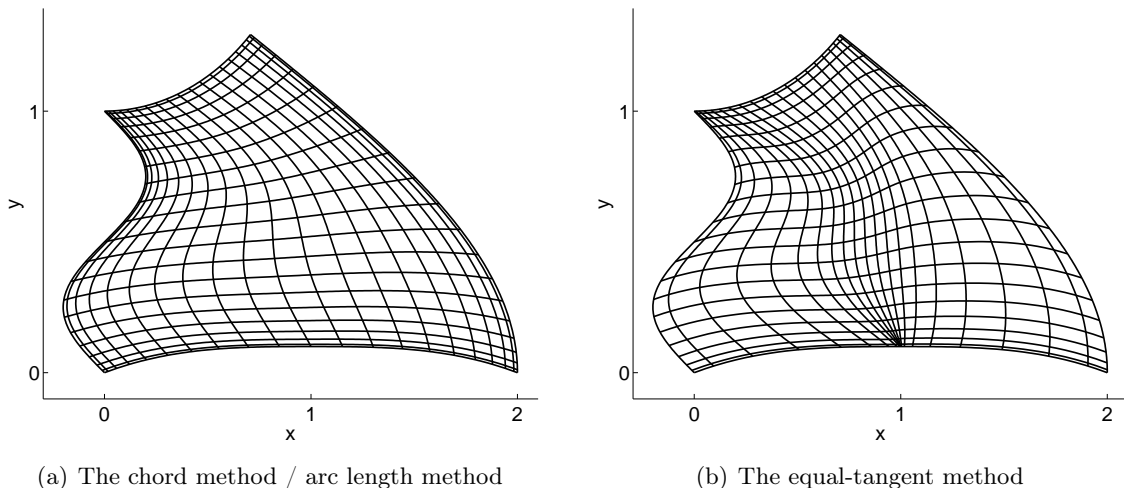 1
0
y
0
1
2
x
(a) The chord method / arc length method
1
0
y
0
1
2
x
(b) The equal-tangent method